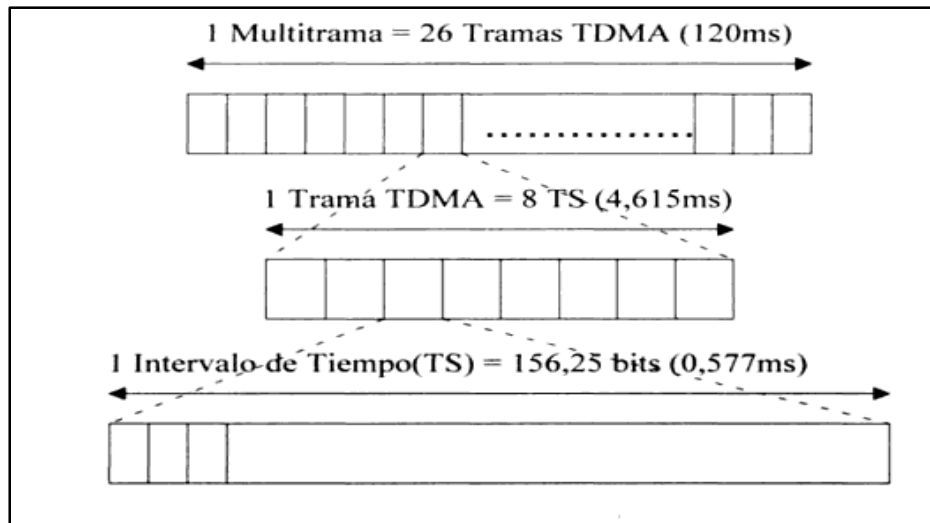 1 Multitrama = 26 Tramas TDMA (120ms)
1 Tramá TDMA = 8 TS (4,615ms)
1 Intervalo de Tiempo(TS) = 156,25 bits (0,577ms)